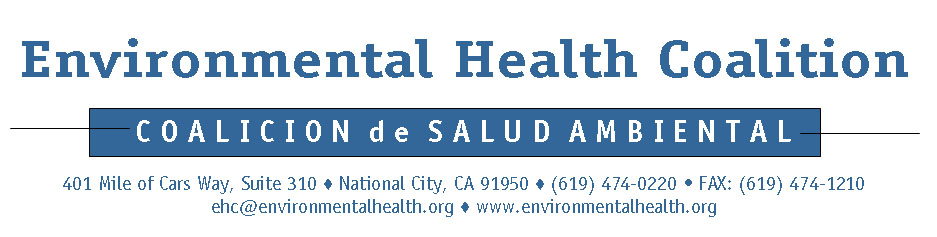 Environmental Health Coalition
COALICION de SALUD AMBIENTAL
401 Mile of Cars Way, Suite 310 ♦ National City, CA 91950 ♦ (619) 474-0220 • FAX: (619) 474-1210
ehc@environmentalhealth.org ♦ www.environmentalhealth.org